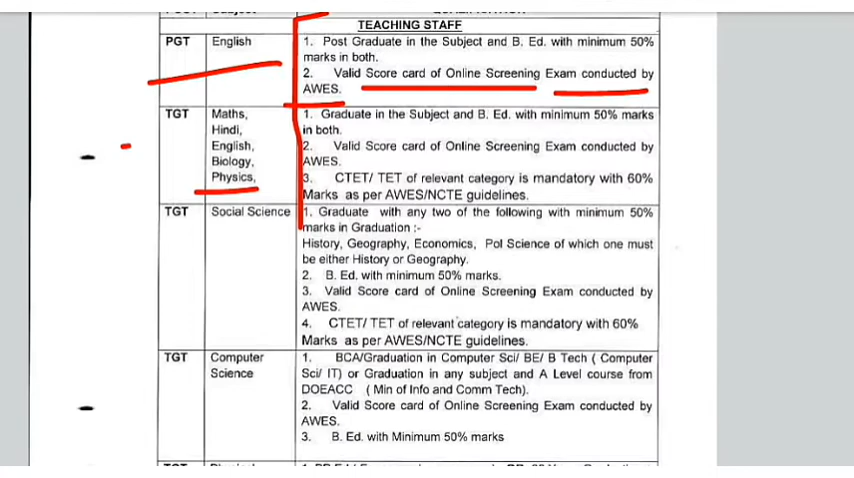 TEACHING STAFF
PGT English 1. Post Graduate in the Subject and B. Ed. with minimum 50%
marks in both.
2. Valid Score card of Online Screening Exam conducted by
AWES.
TGT Maths, 1. Graduate in the Subject and B. Ed. with minimum 50% marks
Hindi, in both.
English, 2. Valid Score card of Online Screening Exam conducted by
Biology, AWES.
Physics, 3. CTET/ TET of relevant category is mandatory with 60%
Marks as per AWES/NCTE guidelines.
TGT Social Science 1. Graduate with any two of the following with minimum 50%
marks in Graduation :-
History, Geography, Economics, Pol Science of which one must
be either History or Geography.
2. B. Ed. with minimum 50% marks.
3. Valid Score card of Online Screening Exam conducted by
AWES.
4. CTET/ TET of relevant category is mandatory with 60%
Marks as per AWES/NCTE guidelines.
TGT Computer 1. BCA/Graduation in Computer Sci/ BE/ B Tech ( Computer
Science Sci/ IT) or Graduation in any subject and A Level course from
DOEACC ( Min of Info and Comm Tech).
2. Valid Score card of Online Screening Exam conducted by
AWES.
3. B. Ed. with Minimum 50% marks